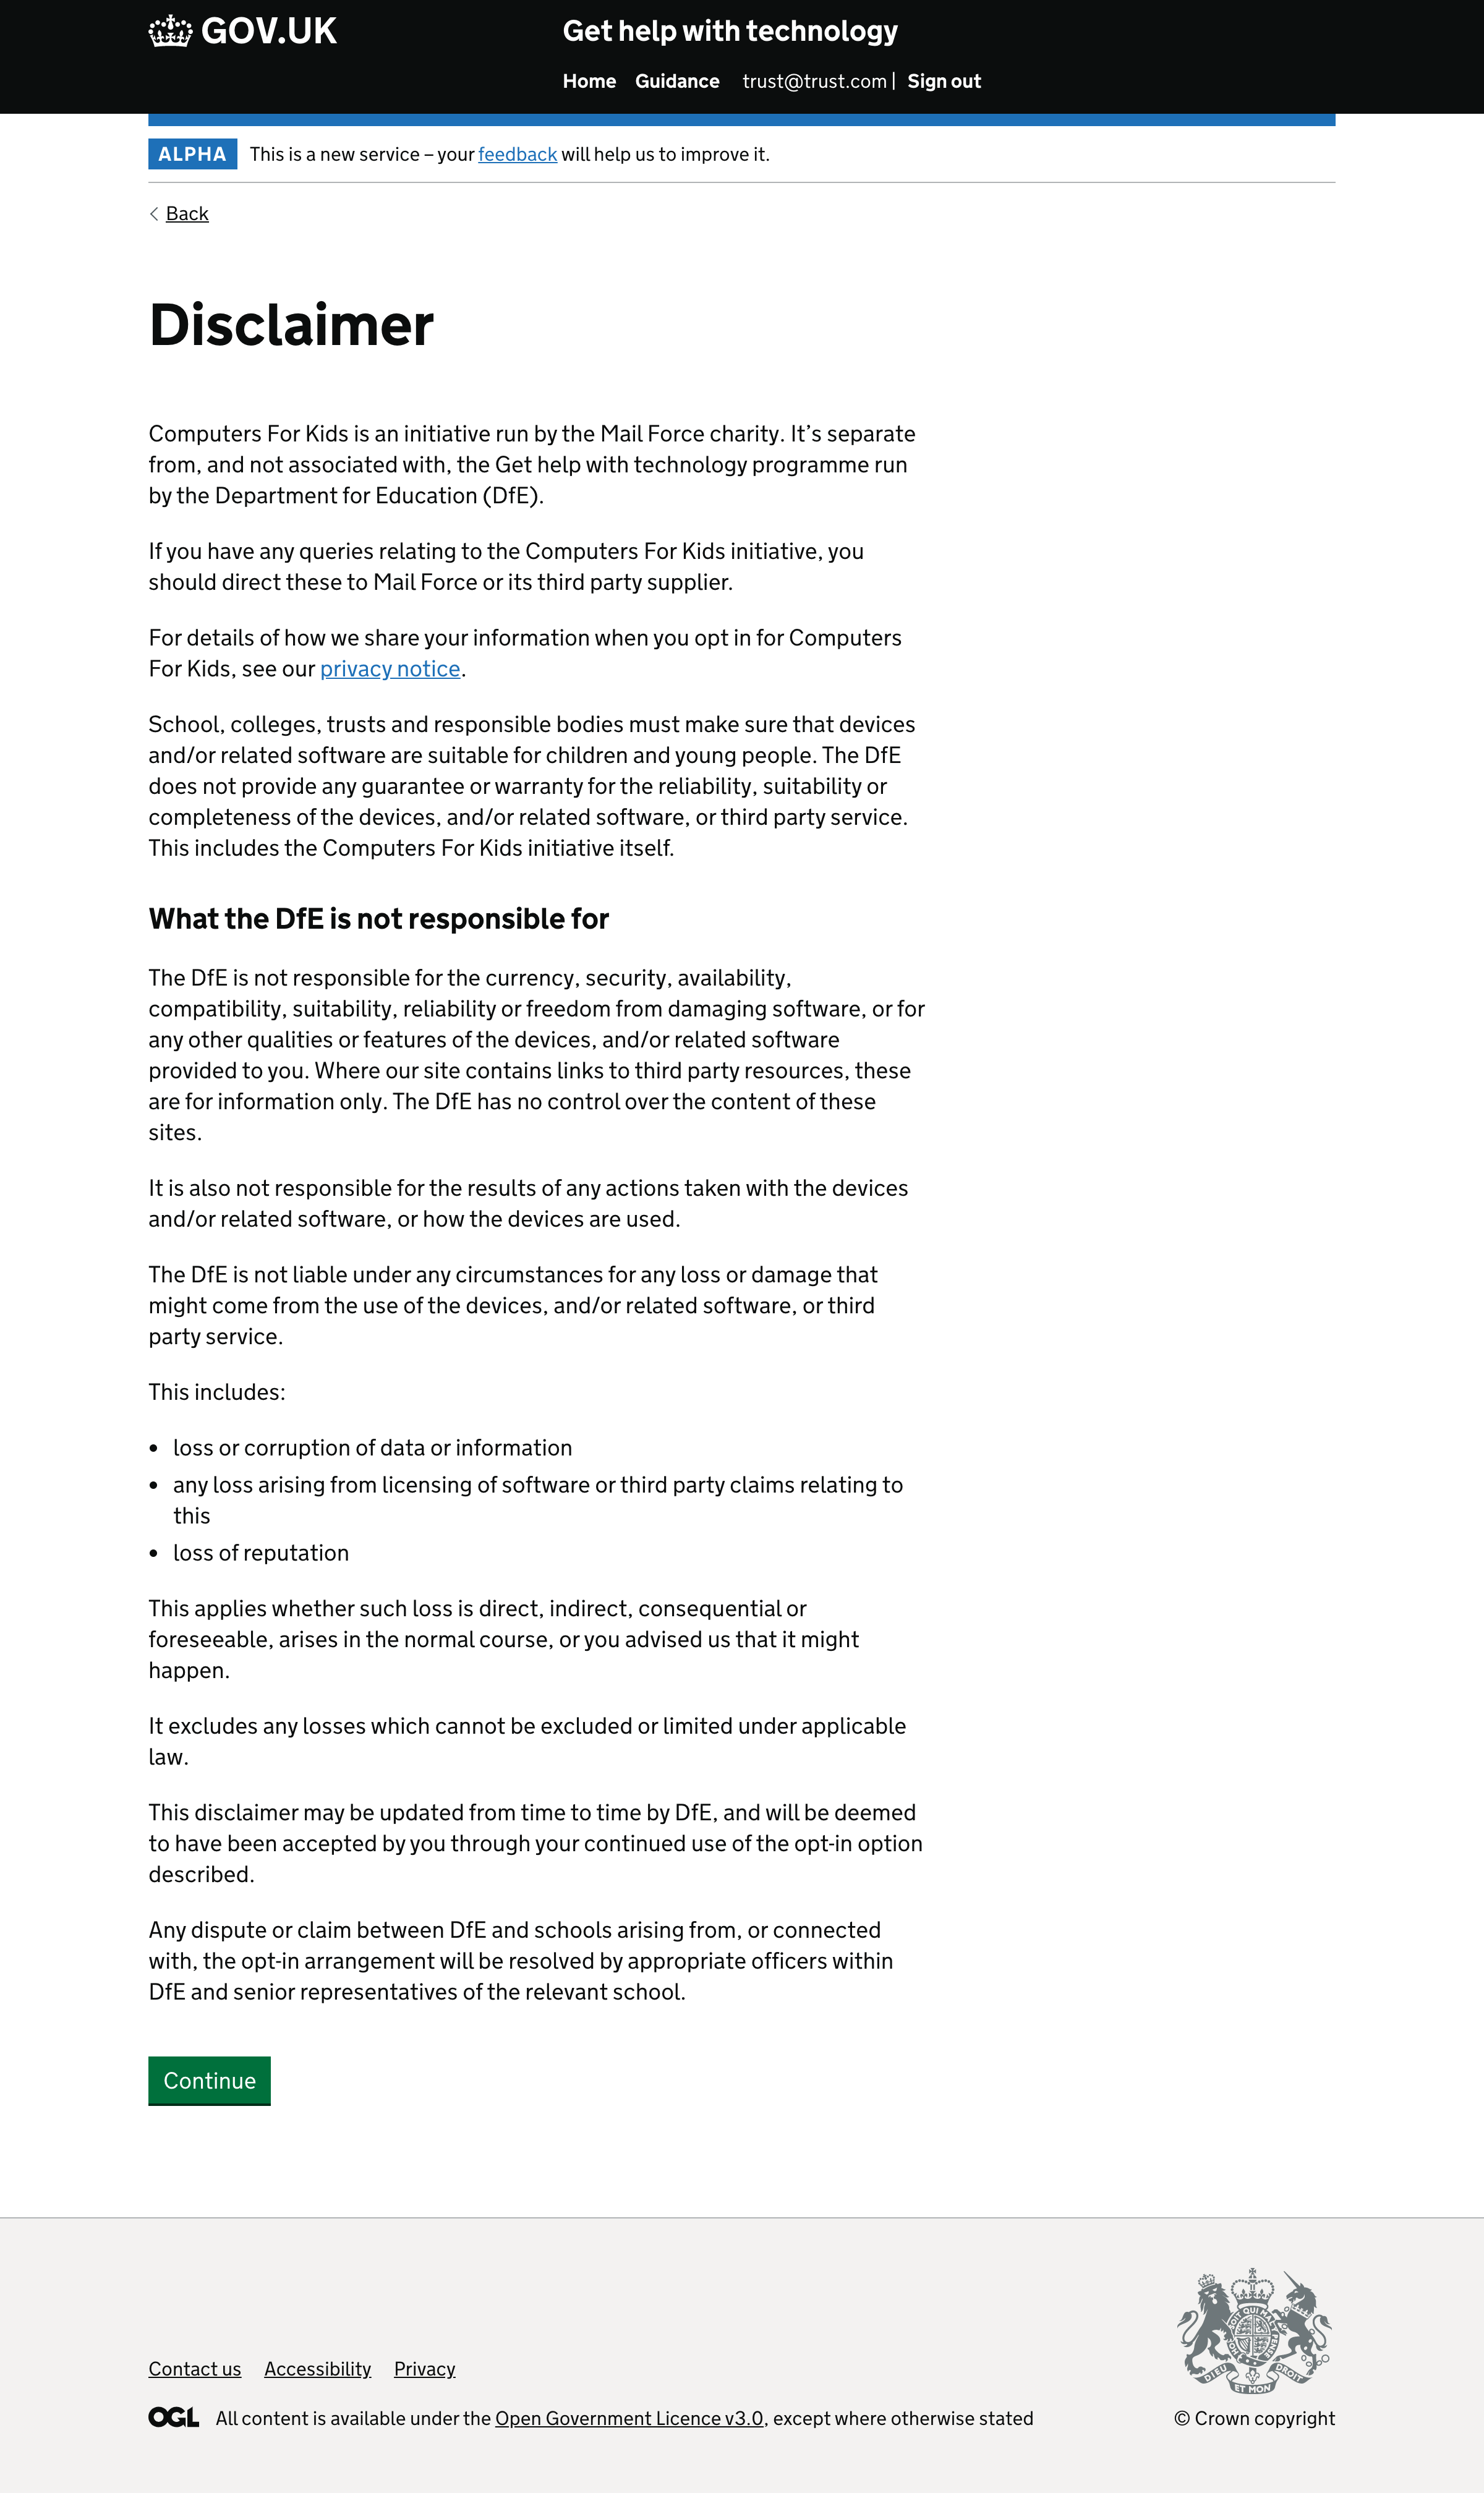 GOV.UK
Get help with technology
Home Guidance trust@trust.com | Sign out
ALPHA This is a new service – your feedback will help us to improve it.
Back
Disclaimer
Computers For Kids is an initiative run by the Mail Force charity. It’s separate
from, and not associated with, the Get help with technology programme run
by the Department for Education (DfE).
If you have any queries relating to the Computers For Kids initiative, you
should direct these to Mail Force or its third party supplier.
For details of how we share your information when you opt in for Computers
For Kids, see our privacy notice.
School, colleges, trusts and responsible bodies must make sure that devices
and/or related software are suitable for children and young people. The DfE
does not provide any guarantee or warranty for the reliability, suitability or
completeness of the devices, and/or related software, or third party service.
This includes the Computers For Kids initiative itself.
What the DfE is not responsible for
The DfE is not responsible for the currency, security, availability,
compatibility, suitability, reliability or freedom from damaging software, or for
any other qualities or features of the devices, and/or related software
provided to you. Where our site contains links to third party resources, these
are for information only. The DfE has no control over the content of these
sites.
It is also not responsible for the results of any actions taken with the devices
and/or related software, or how the devices are used.
The DfE is not liable under any circumstances for any loss or damage that
might come from the use of the devices, and/or related software, or third
party service.
This includes:
• loss or corruption of data or information
• any loss arising from licensing of software or third party claims relating to
this
• loss of reputation
This applies whether such loss is direct, indirect, consequential or
foreseeable, arises in the normal course, or you advised us that it might
happen.
It excludes any losses which cannot be excluded or limited under applicable
law.
This disclaimer may be updated from time to time by DfE, and will be deemed
to have been accepted by you through your continued use of the opt-in option
described.
Any dispute or claim between DfE and schools arising from, or connected
with, the opt-in arrangement will be resolved by appropriate officers within
DfE and senior representatives of the relevant school.
Continue
Contact us Accessibility Privacy
OGL All content is available under the Open Government Licence v3.0, except where otherwise stated
DIEU ET MON DROIT
© Crown copyright